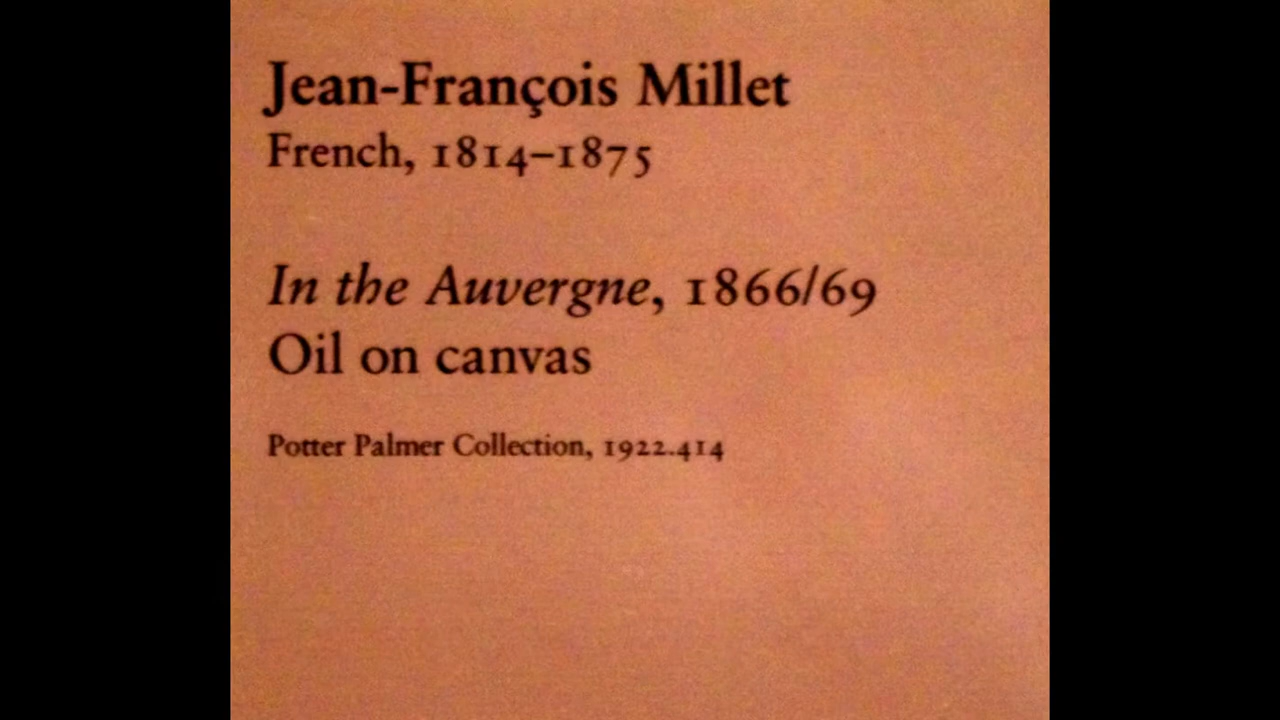 Jean-François Millet
French, 1814–1875
In the Auvergne, 1866/69
Oil on canvas
Potter Palmer Collection, 1922.414